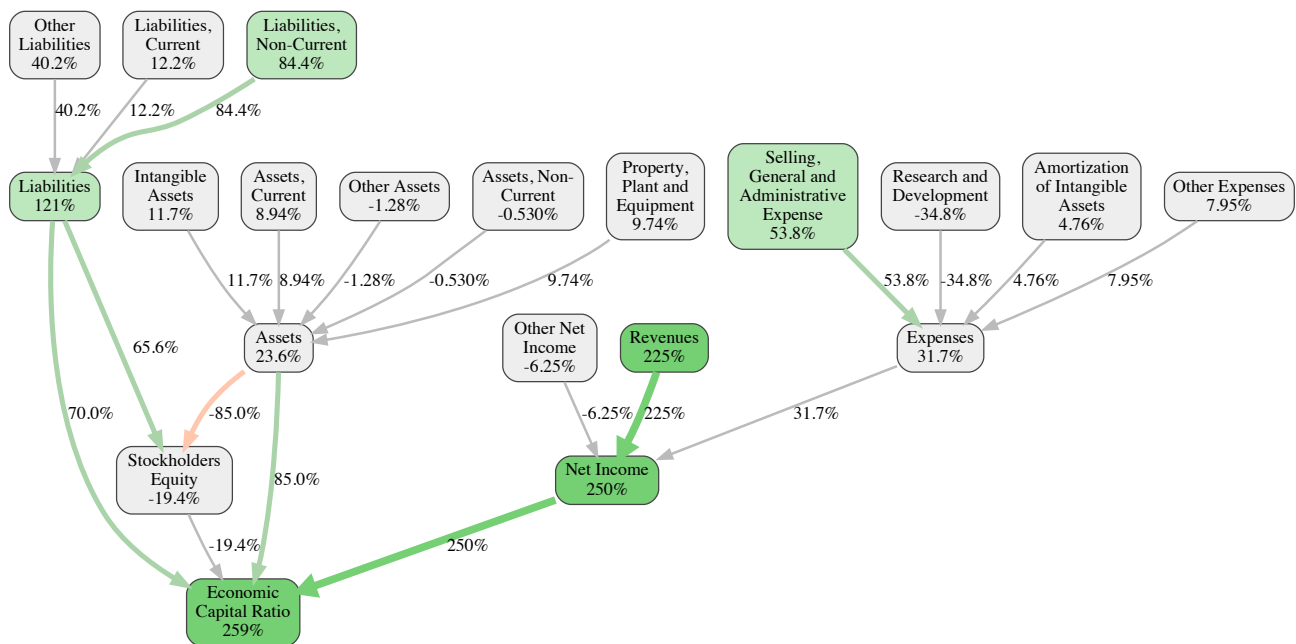 Other
Liabilities
40.2%
Liabilities,
Current
12.2%
Liabilities,
Non-Current
84.4%
40.2%
12.2%
84.4%
Liabilities
121%
Intangible
Assets
11.7%
Assets,
Current
8.94%
Other Assets
-1.28%
Assets, Non-
Current
-0.530%
Property,
Plant and
Equipment
9.74%
Selling,
General and
Administrative
Expense
53.8%
Research and
Development
-34.8%
Amortization
of Intangible
Assets
4.76%
Other Expenses
7.95%
11.7%
8.94%
-1.28%
-0.530%
9.74%
53.8%
-34.8%
4.76%
7.95%
65.6%
Assets
23.6%
Other Net
Income
-6.25%
Revenues
225%
Expenses
31.7%
70.0%
-85.0%
-6.25%
225%
31.7%
Stockholders
Equity
-19.4%
85.0%
Net Income
250%
-19.4%
250%
Economic
Capital Ratio
259%